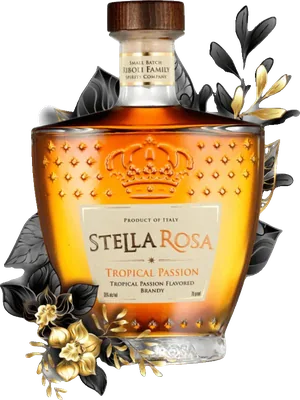 SMALL BATCH
RIBOLI FAMILY
SPIRITS COMPANY
PRODUCT OF ITALY
STELLA ROSA
TROPICAL PASSION
TROPICAL PASSION FLAVORED
BRANDY